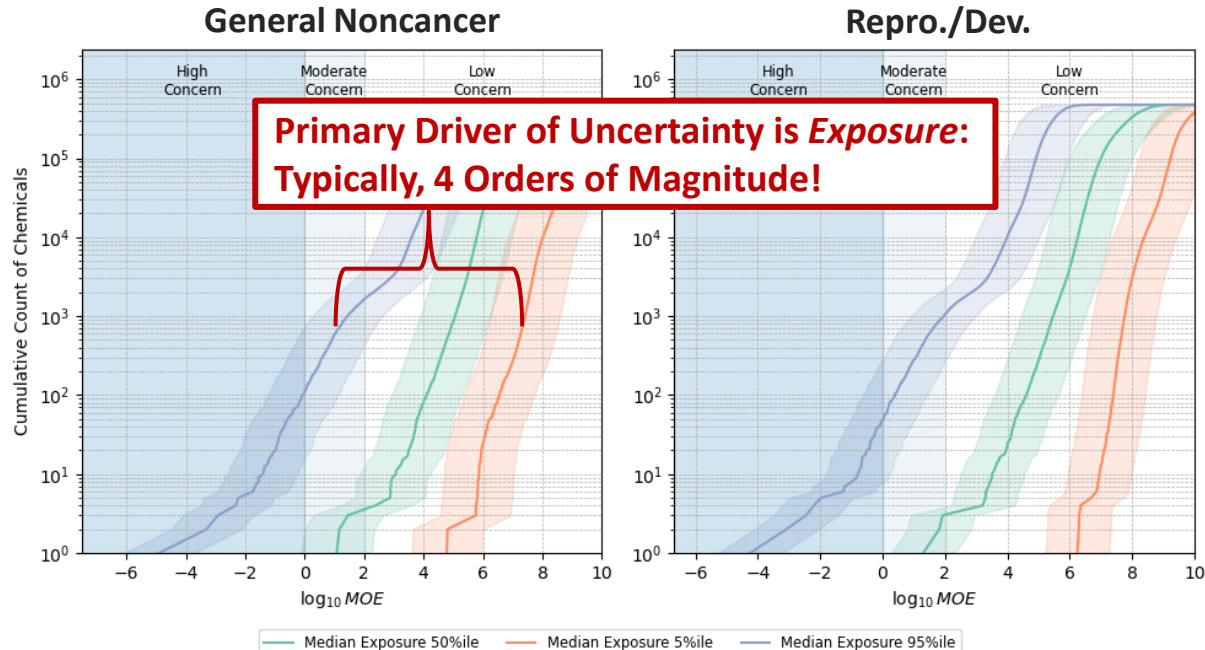 General Noncancer
Repro./Dev.
High
Concern
Moderate
Concern
Low
Concern
High
Concern
Moderate
Concern
Low
Concern
Primary Driver of Uncertainty is Exposure:
Typically, 4 Orders of Magnitude!
Cumulative Count of Chemicals
10⁶
10⁵
10⁴
10³
10²
10¹
10⁰
−6 −4 −2 0 2 4 6 8 10
log₁₀ MOE
10⁶
10⁵
10⁴
10³
10²
10¹
10⁰
−6 −4 −2 0 2 4 6 8 10
log₁₀ MOE
Median Exposure 50%ile Median Exposure 5%ile Median Exposure 95%ile